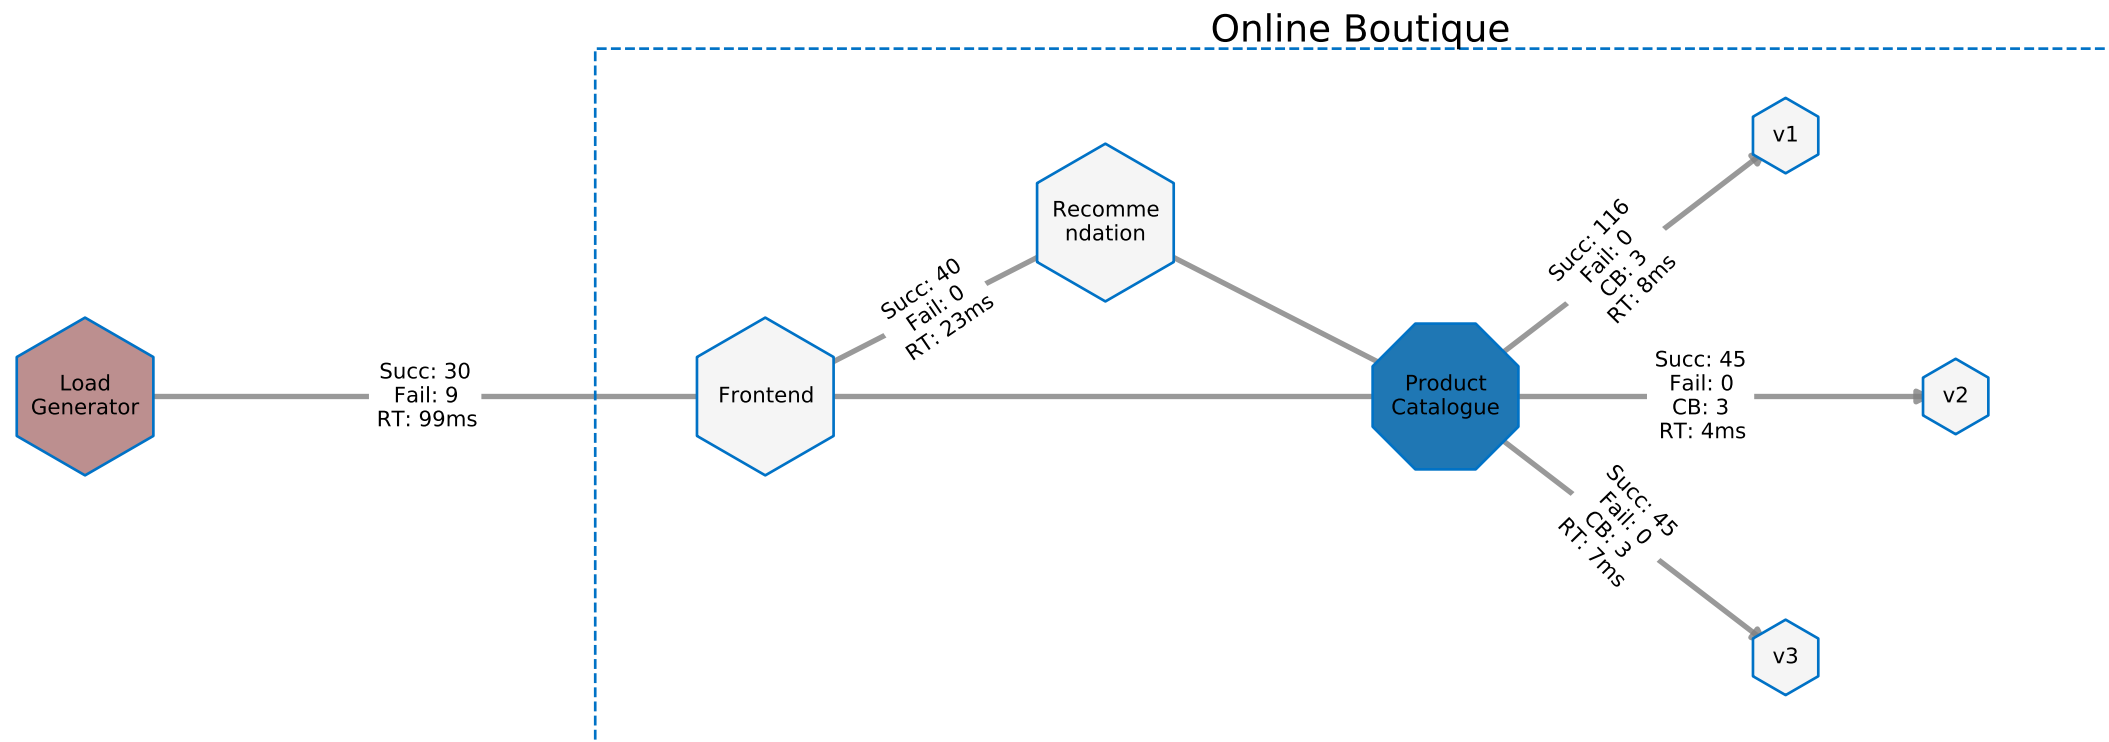 Online Boutique
Load
Generator
Succ: 30
Fail: 9
RT: 99ms
Frontend
Succ: 40
Fail: 0
RT: 23ms
Recomme
ndation
Product
Catalogue
Succ: 116
Fail: 0
CB: 3
RT: 8ms
v1
Succ: 45
Fail: 0
CB: 3
RT: 4ms
v2
Succ: 45
Fail: 0
CB: 3
RT: 7ms
v3